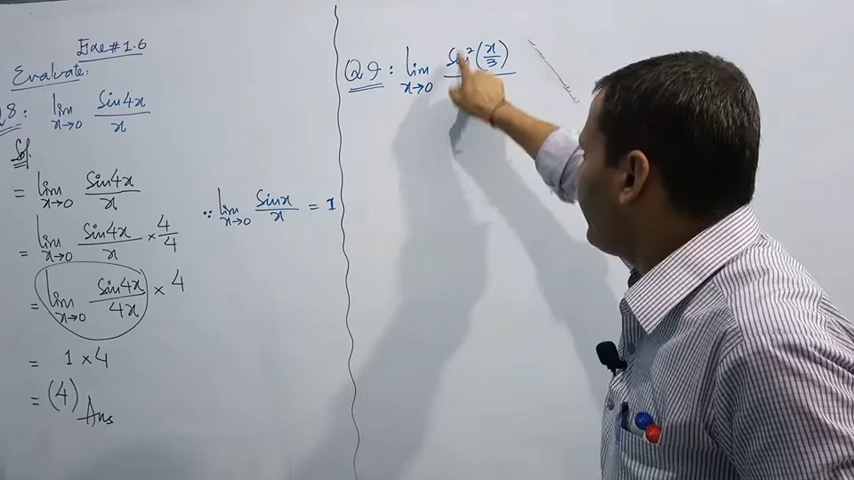 Exe#1.6
Evaluate:
Q8: lim x→0 Sin4x/x
Sol:
= lim x→0 Sin4x/x
= lim x→0 Sin4x/x × 4/4
= lim x→0 Sin4x/4x × 4
= 1 × 4
= (4) Ans
∵ lim x→0 Sinx/x = 1
Q9: lim x→0 Sin²(x/3)